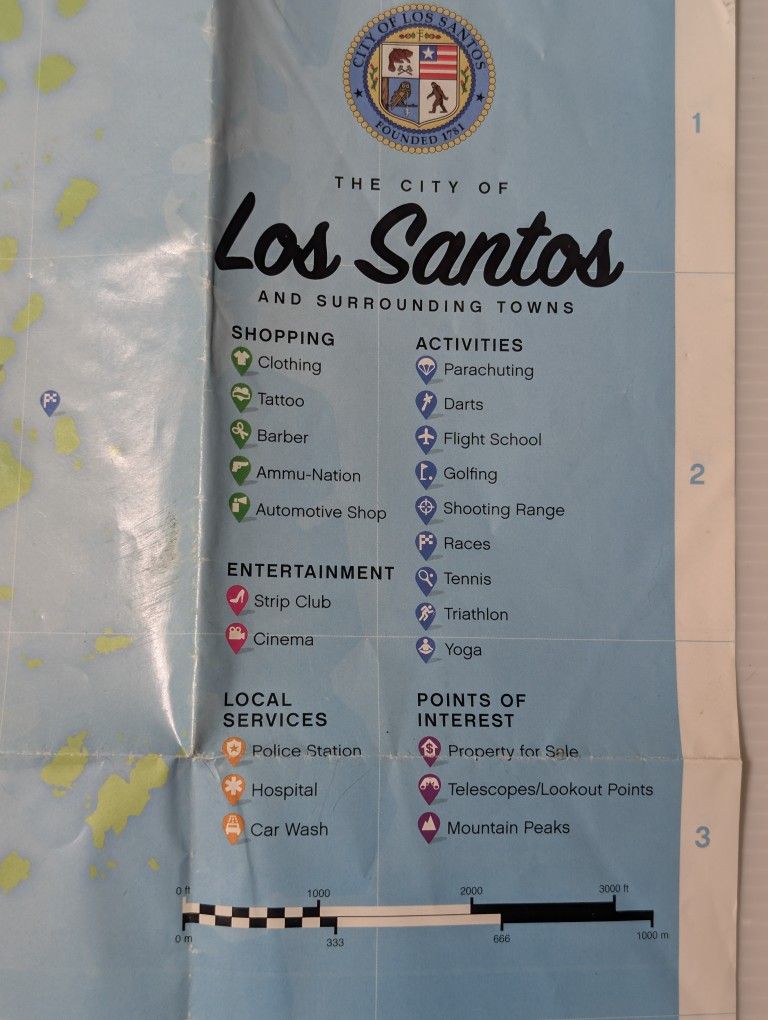 CITY OF LOS SANTOS
FOUNDED 1781
THE CITY OF
Los Santos
AND SURROUNDING TOWNS
SHOPPING
Clothing
Tattoo
Barber
Ammu-Nation
Automotive Shop
ENTERTAINMENT
Strip Club
Cinema
LOCAL
SERVICES
Police Station
Hospital
Car Wash
ACTIVITIES
Parachuting
Darts
Flight School
Golfing
Shooting Range
Races
Tennis
Triathlon
Yoga
POINTS OF
INTEREST
$
Property for Sale
Telescopes/Lookout Points
Mountain Peaks
0 ft 1000 2000 3000 ft
0 m 333 666 1000 m
1
2
3